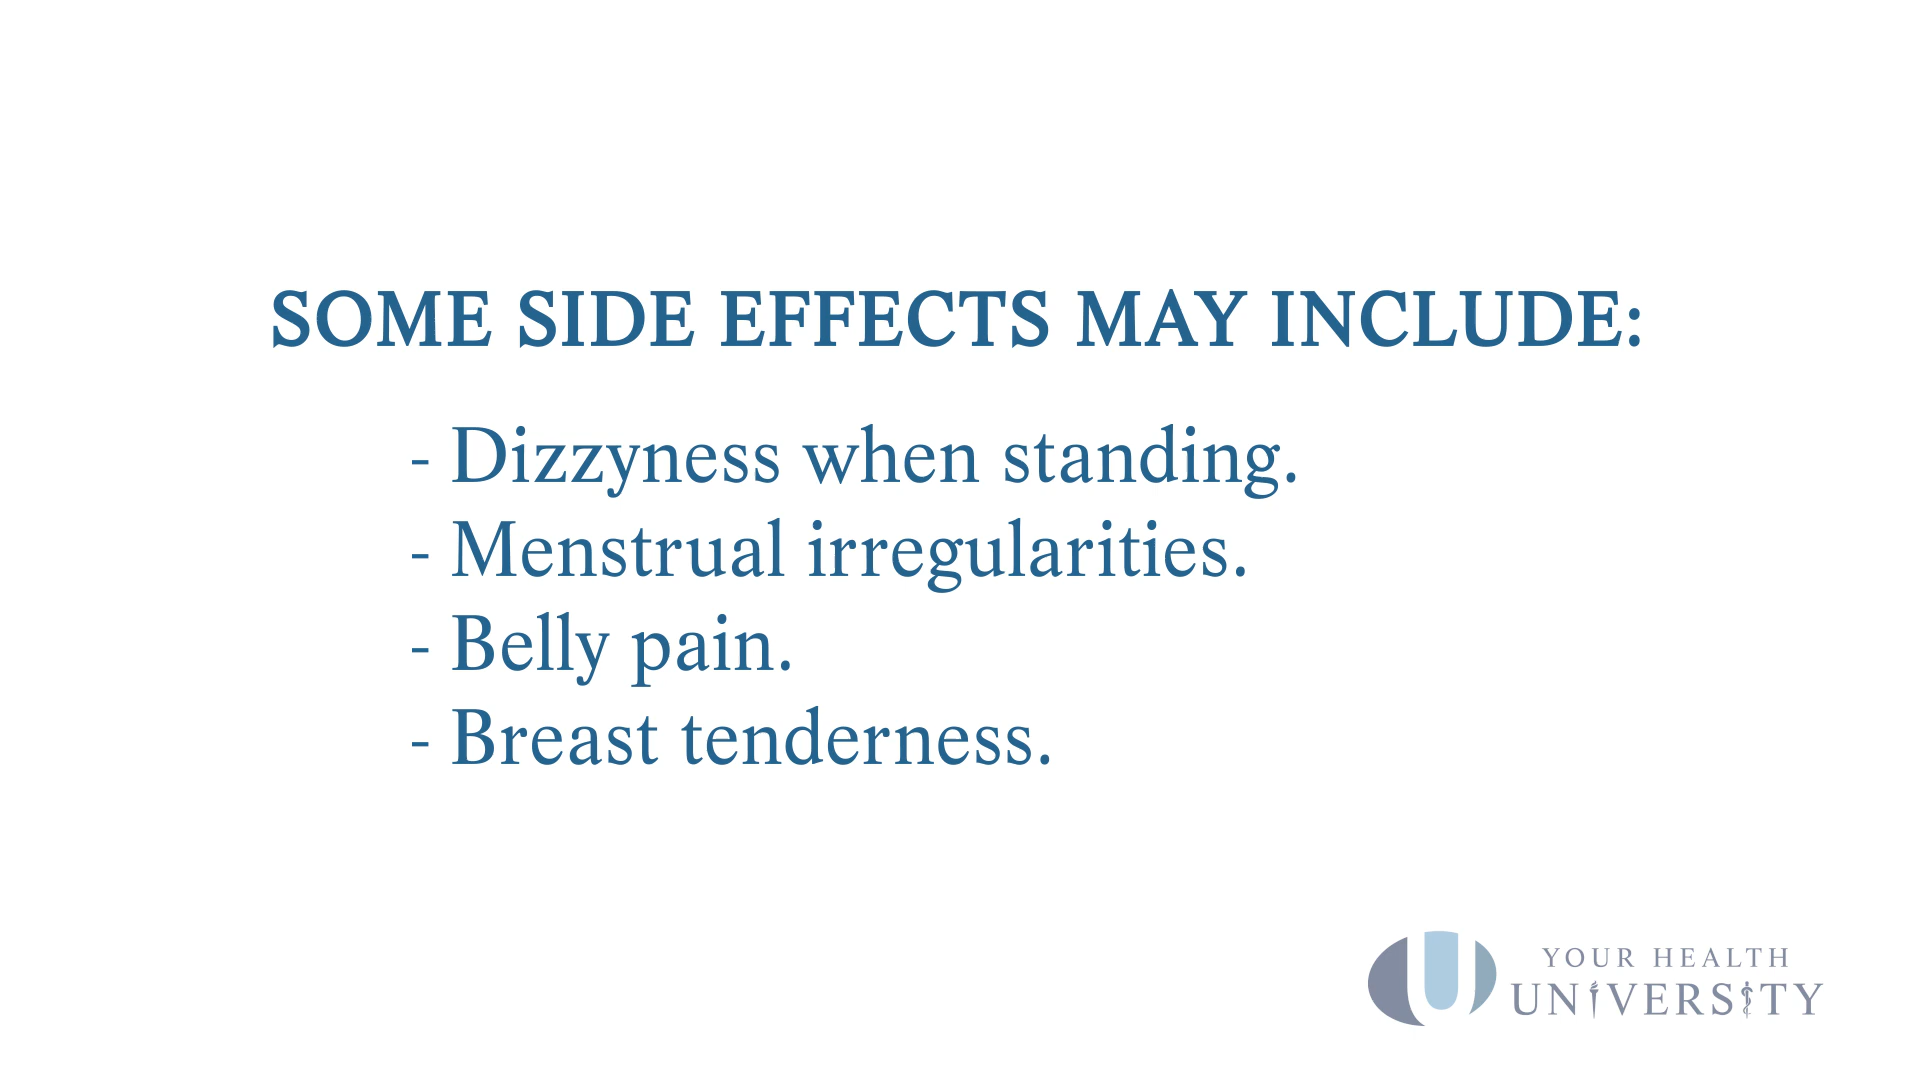 SOME SIDE EFFECTS MAY INCLUDE:
- Dizzyness when standing.
- Menstrual irregularities.
- Belly pain.
- Breast tenderness.
YOUR HEALTH
UNIVERSITY